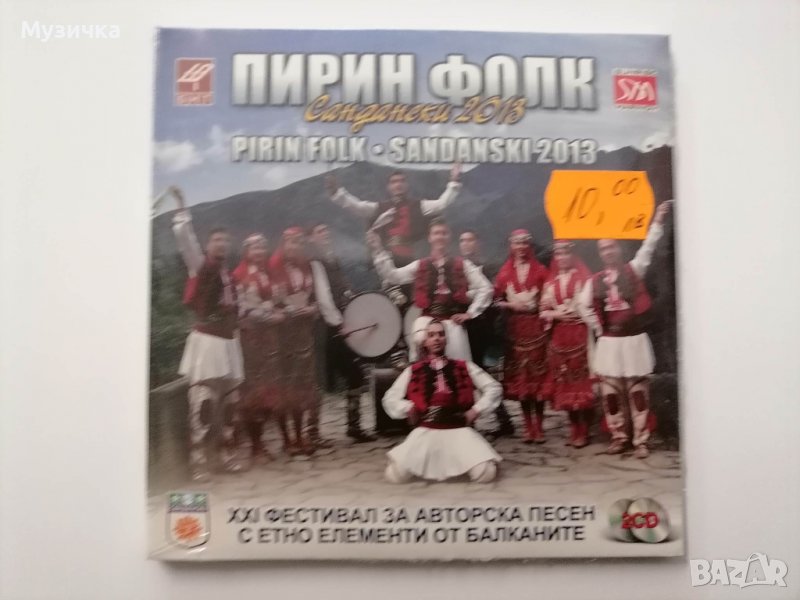 Музичка
ПИРИН ФОЛК
Сандански 2013
PIRIN FOLK • SANDANSKI 2013
10,00
лв
XXI ФЕСТИВАЛ ЗА АВТОРСКА ПЕСЕН
С ЕТНО ЕЛЕМЕНТИ ОТ БАЛКАНИТЕ
2CD
BAZAR